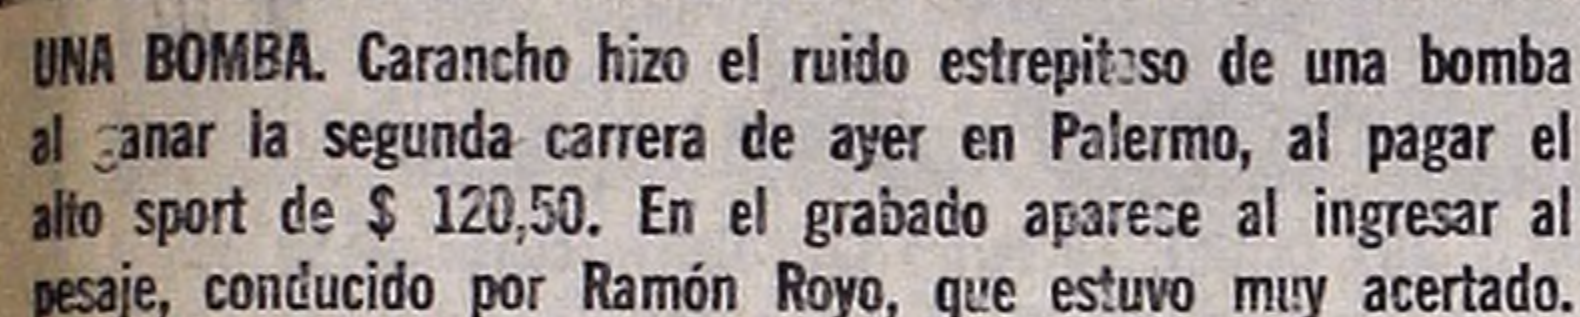 UNA BOMBA. Carancho hizo el ruido estrepitoso de una bomba
al ganar la segunda carrera de ayer en Palermo, al pagar el
alto sport de $ 120,50. En el grabado aparece al ingresar al
pesaje, conducido por Ramón Royo, que estuvo muy acertado.